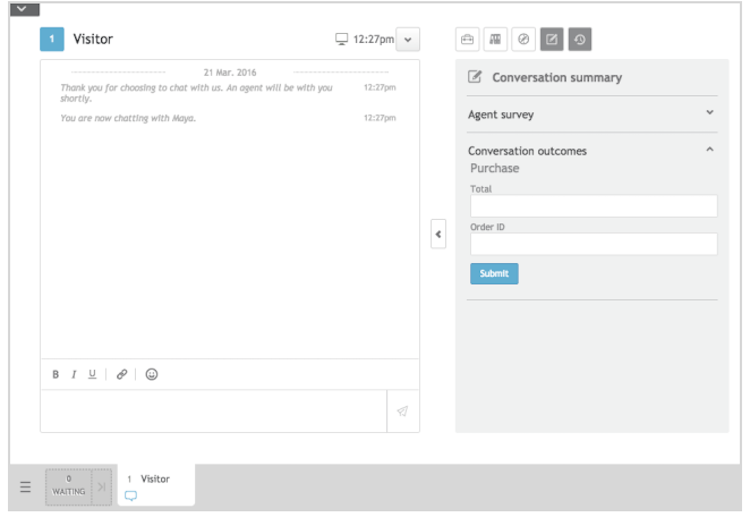 1 Visitor 12:27pm
21 Mar. 2016
Thank you for choosing to chat with us. An agent will be with you 12:27pm
shortly.
You are now chatting with Maya. 12:27pm
B I U
Conversation summary
Agent survey
Conversation outcomes
Purchase
Total
Order ID
Submit
0
WAITING
1 Visitor